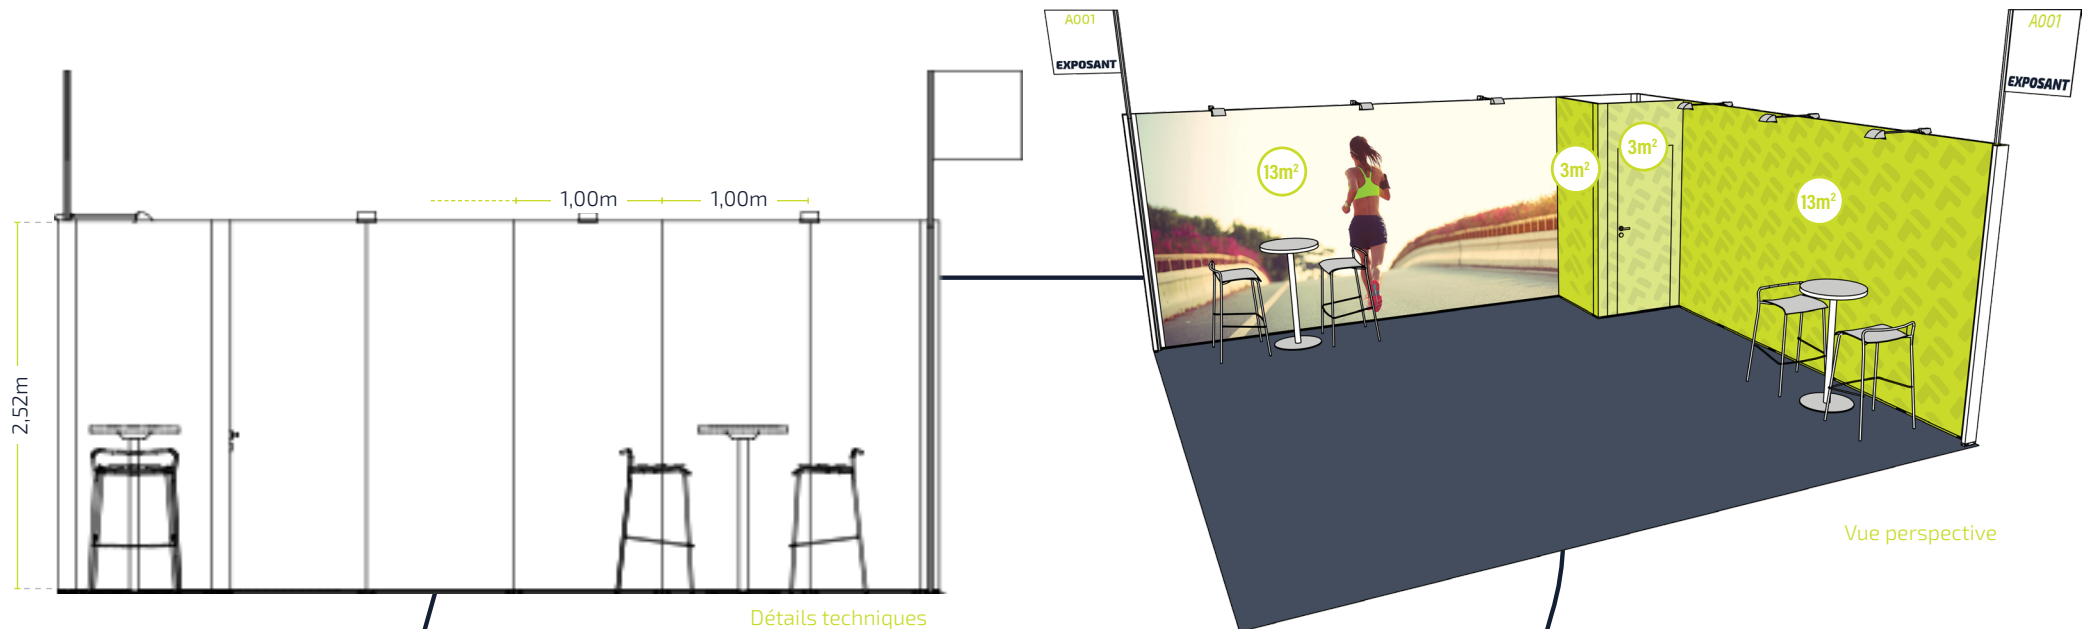 1,00m
1,00m
2,52m
Détails techniques
A001
EXPOSANT
A001
EXPOSANT
13m²
3m²
3m²
13m²
Vue perspective